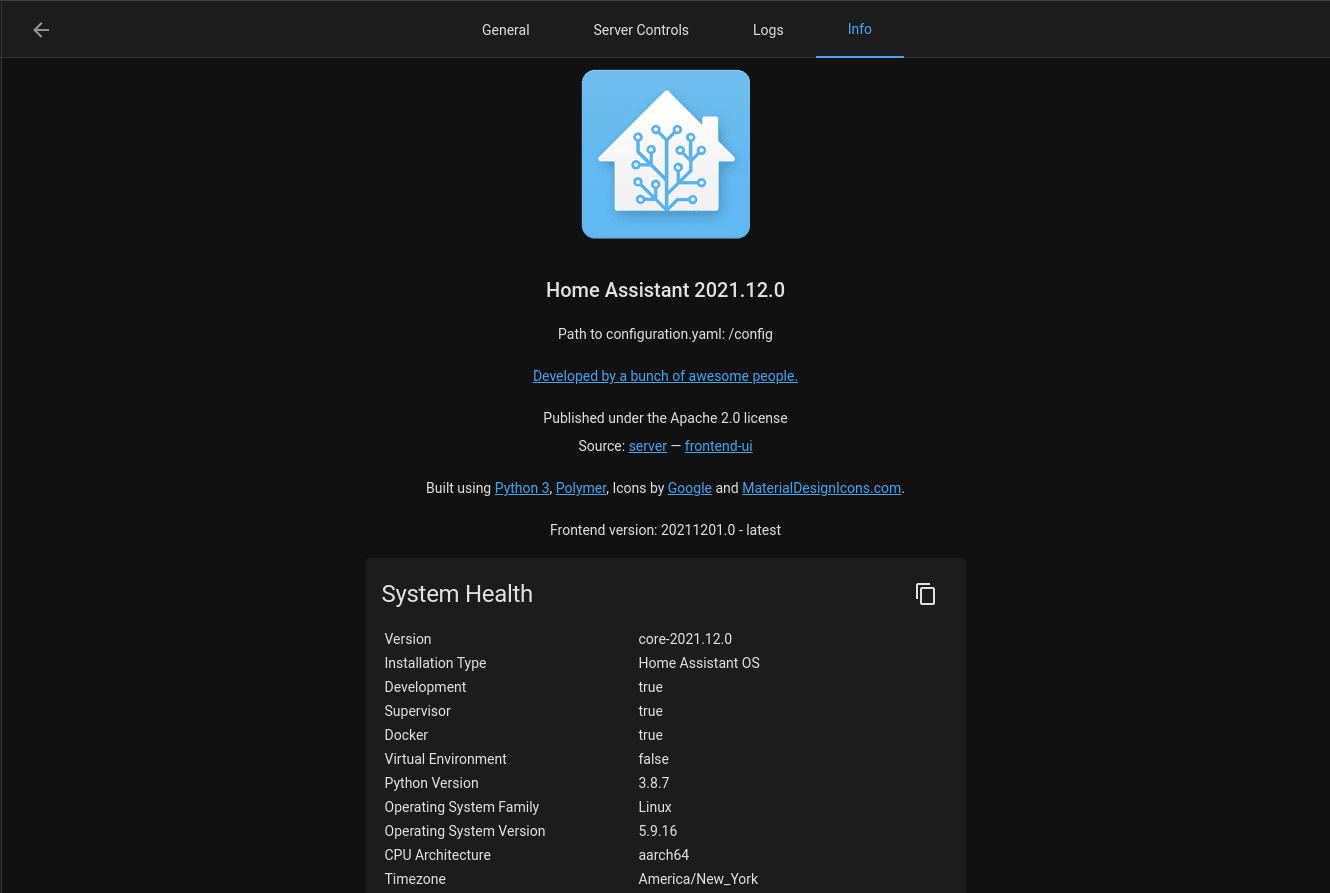 General Server Controls Logs Info
Home Assistant 2021.12.0
Path to configuration.yaml: /config
Developed by a bunch of awesome people.
Published under the Apache 2.0 license
Source: server — frontend-ui
Built using Python 3, Polymer, Icons by Google and MaterialDesignIcons.com.
Frontend version: 20211201.0 - latest
System Health
Version core-2021.12.0
Installation Type Home Assistant OS
Development true
Supervisor true
Docker true
Virtual Environment false
Python Version 3.8.7
Operating System Family Linux
Operating System Version 5.9.16
CPU Architecture aarch64
Timezone America/New_York